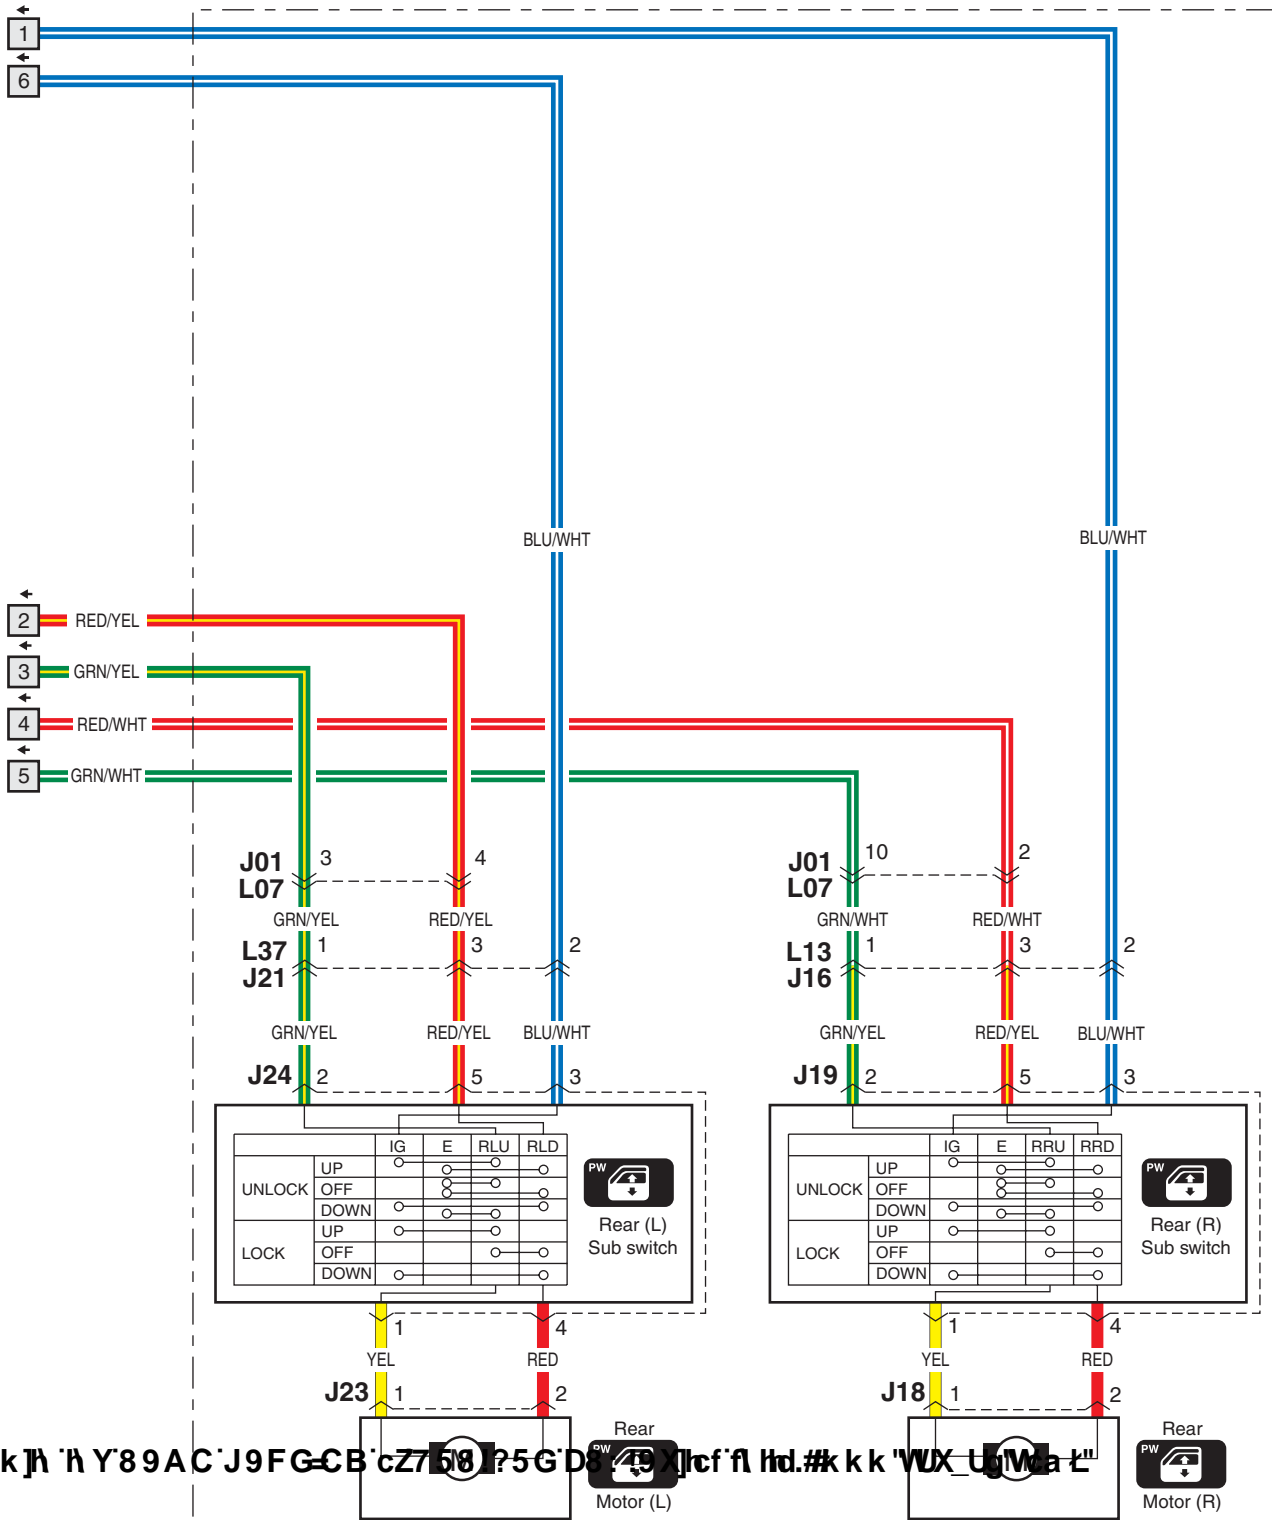 1
6
BLU/WHT
BLU/WHT
2 RED/YEL
3 GRN/YEL
4 RED/WHT
5 GRN/WHT
J01 3 4
L07
J01 10 2
L07
GRN/YEL RED/YEL
GRN/WHT RED/WHT
L37 1 3 2
J21
L13 1 3 2
J16
GRN/YEL RED/YEL BLU/WHT
GRN/YEL RED/YEL BLU/WHT
J24 2 5 3
J19 2 5 3
IG E RLU RLD
UNLOCK UP
OFF
DOWN
LOCK UP
OFF
DOWN
PW
Rear (L)
Sub switch
IG E RRU RRD
UNLOCK UP
OFF
DOWN
LOCK UP
OFF
DOWN
PW
Rear (R)
Sub switch
1 4
YEL RED
J23 1 2
1 4
YEL RED
J18 1 2
M
Rear
PW
Motor (L)
M
Rear
PW
Motor (R)